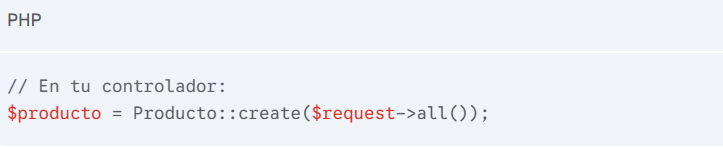 PHP
// En tu controlador:
$producto = Producto::create($request->all());